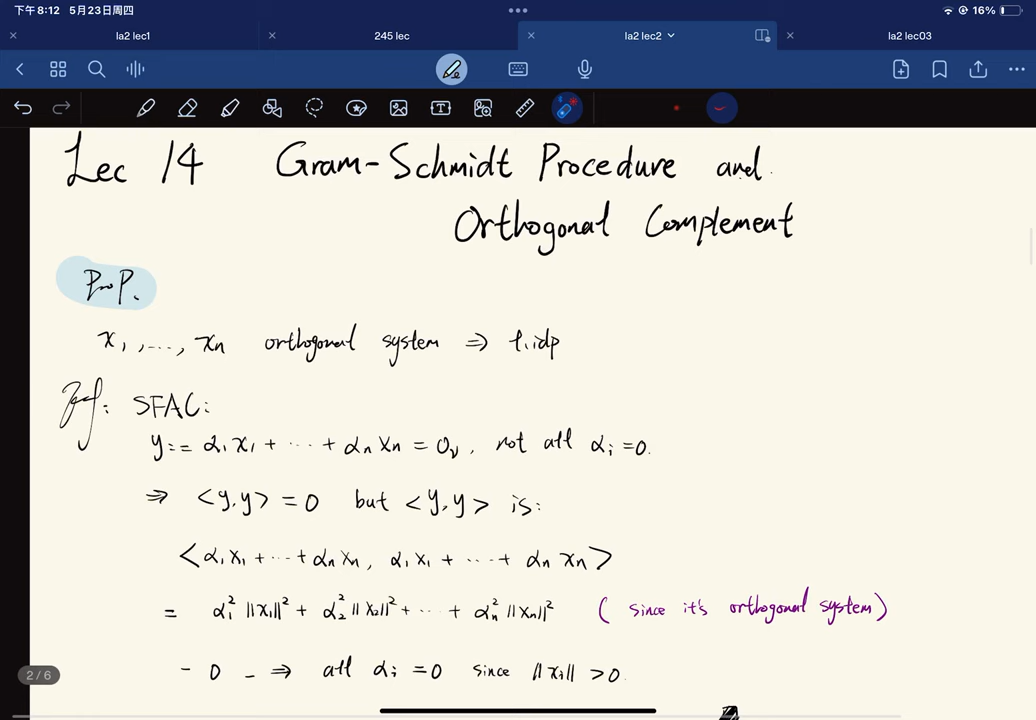 下午8:12 5月23日周四
16%
la2 lec1
245 lec
la2 lec2
la2 lec03
Lec 14 Gram-Schmidt Procedure and
Orthogonal Complement
Prop.
x₁, ..., xn orthogonal system ⇒ l.idp
Prf: SFAC:
y := α₁x₁ + ... + αnxn = 0ᵥ, not all αᵢ = 0.
⇒ <y,y> = 0 but <y,y> is:
<α₁x₁ + ... + αnxn, α₁x₁ + ... + αnxn>
= α₁²||x₁||² + α₂²||x₂||² + ... + αn²||xn||² (since it's orthogonal system)
= 0 ⇒ all αᵢ = 0 since ||xᵢ|| > 0.
2/6